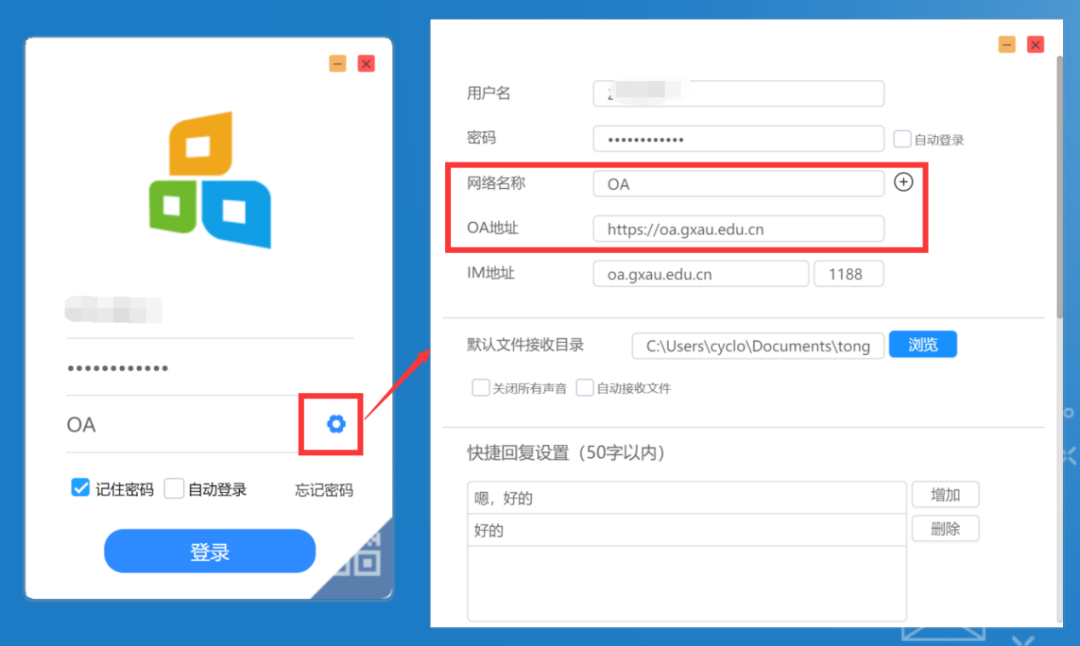 OA
记住密码 自动登录 忘记密码
登录
用户名
密码 •••••••••••• 自动登录
网络名称 OA
OA地址 https://oa.gxau.edu.cn
IM地址 oa.gxau.edu.cn 1188
默认文件接收目录 C:\Users\cyclo\Documents\tong 浏览
关闭所有声音 自动接收文件
快捷回复设置（50字以内）
嗯，好的 增加
好的 删除